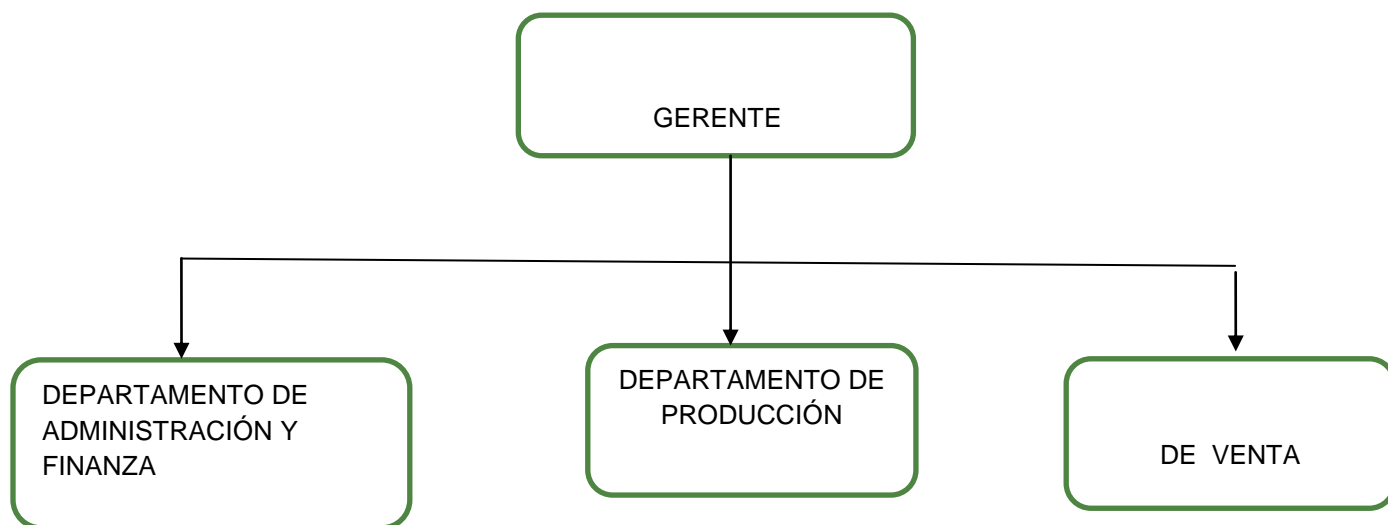 GERENTE
DEPARTAMENTO DE
ADMINISTRACIÓN Y
FINANZA
DEPARTAMENTO DE
PRODUCCIÓN
DE VENTA